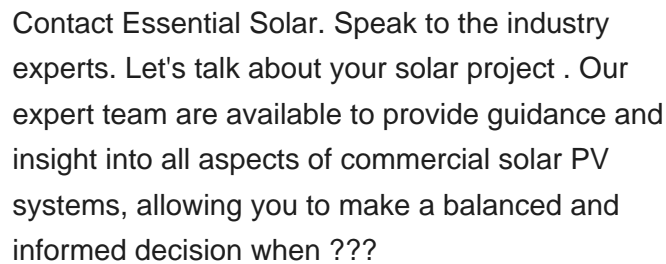 Contact Essential Solar. Speak to the industry
experts. Let's talk about your solar project . Our
expert team are available to provide guidance and
insight into all aspects of commercial solar PV
systems, allowing you to make a balanced and
informed decision when ???